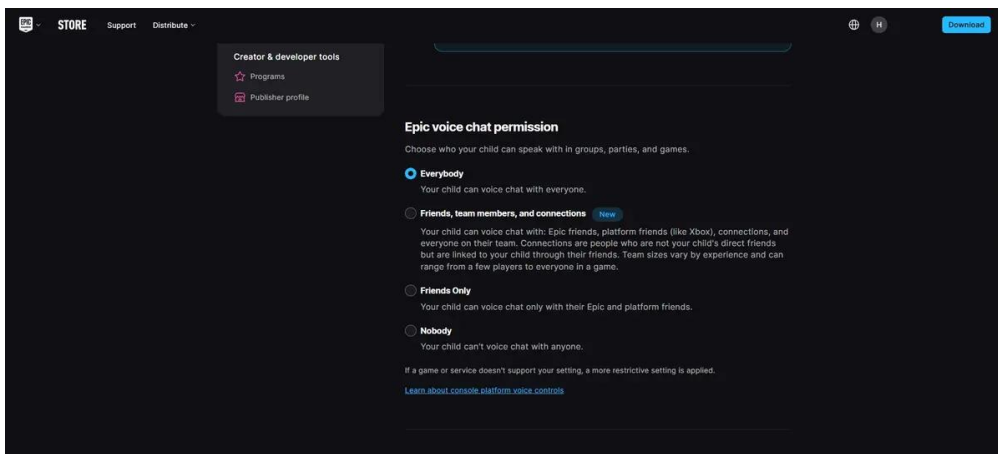 EPIC GAMES
STORE
Support
Distribute
H
Download
Creator & developer tools
Programs
Publisher profile
Epic voice chat permission
Choose who your child can speak with in groups, parties, and games.
Everybody
Your child can voice chat with everyone.
Friends, team members, and connections New
Your child can voice chat with: Epic friends, platform friends (like Xbox), connections, and
everyone on their team. Connections are people who are not your child's direct friends
but are linked to your child through their friends. Team sizes vary by experience and can
range from a few players to everyone in a game.
Friends Only
Your child can voice chat only with their Epic and platform friends.
Nobody
Your child can't voice chat with anyone.
If a game or service doesn't support your setting, a more restrictive setting is applied.
Learn about console platform voice controls